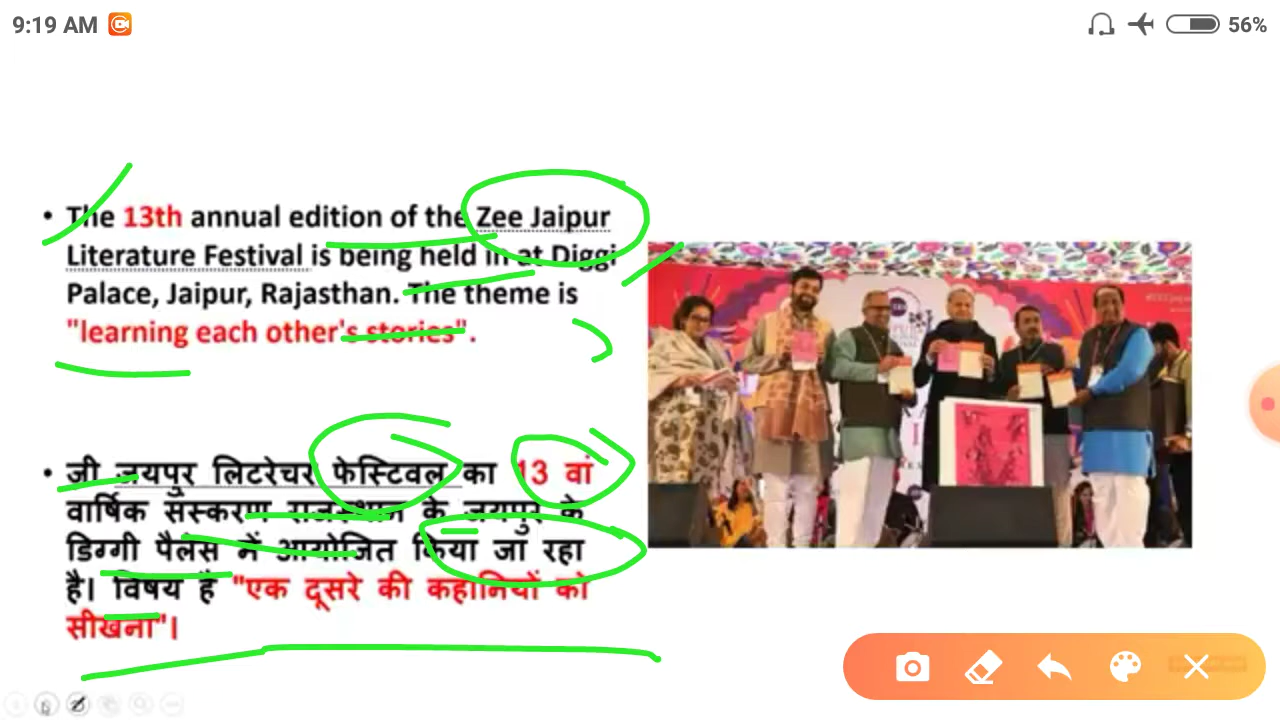 9:19 AM
56%
• The 13th annual edition of the Zee Jaipur
Literature Festival is being held in at Diggi
Palace, Jaipur, Rajasthan. The theme is
"learning each other's stories".
• जी जयपुर लिटरेचर फेस्टिवल का 13 वां
वार्षिक संस्करण राजस्थान के जयपुर के
डिग्गी पैलेस में आयोजित किया जा रहा
है। विषय है "एक दूसरे की कहानियों को
सीखना"।